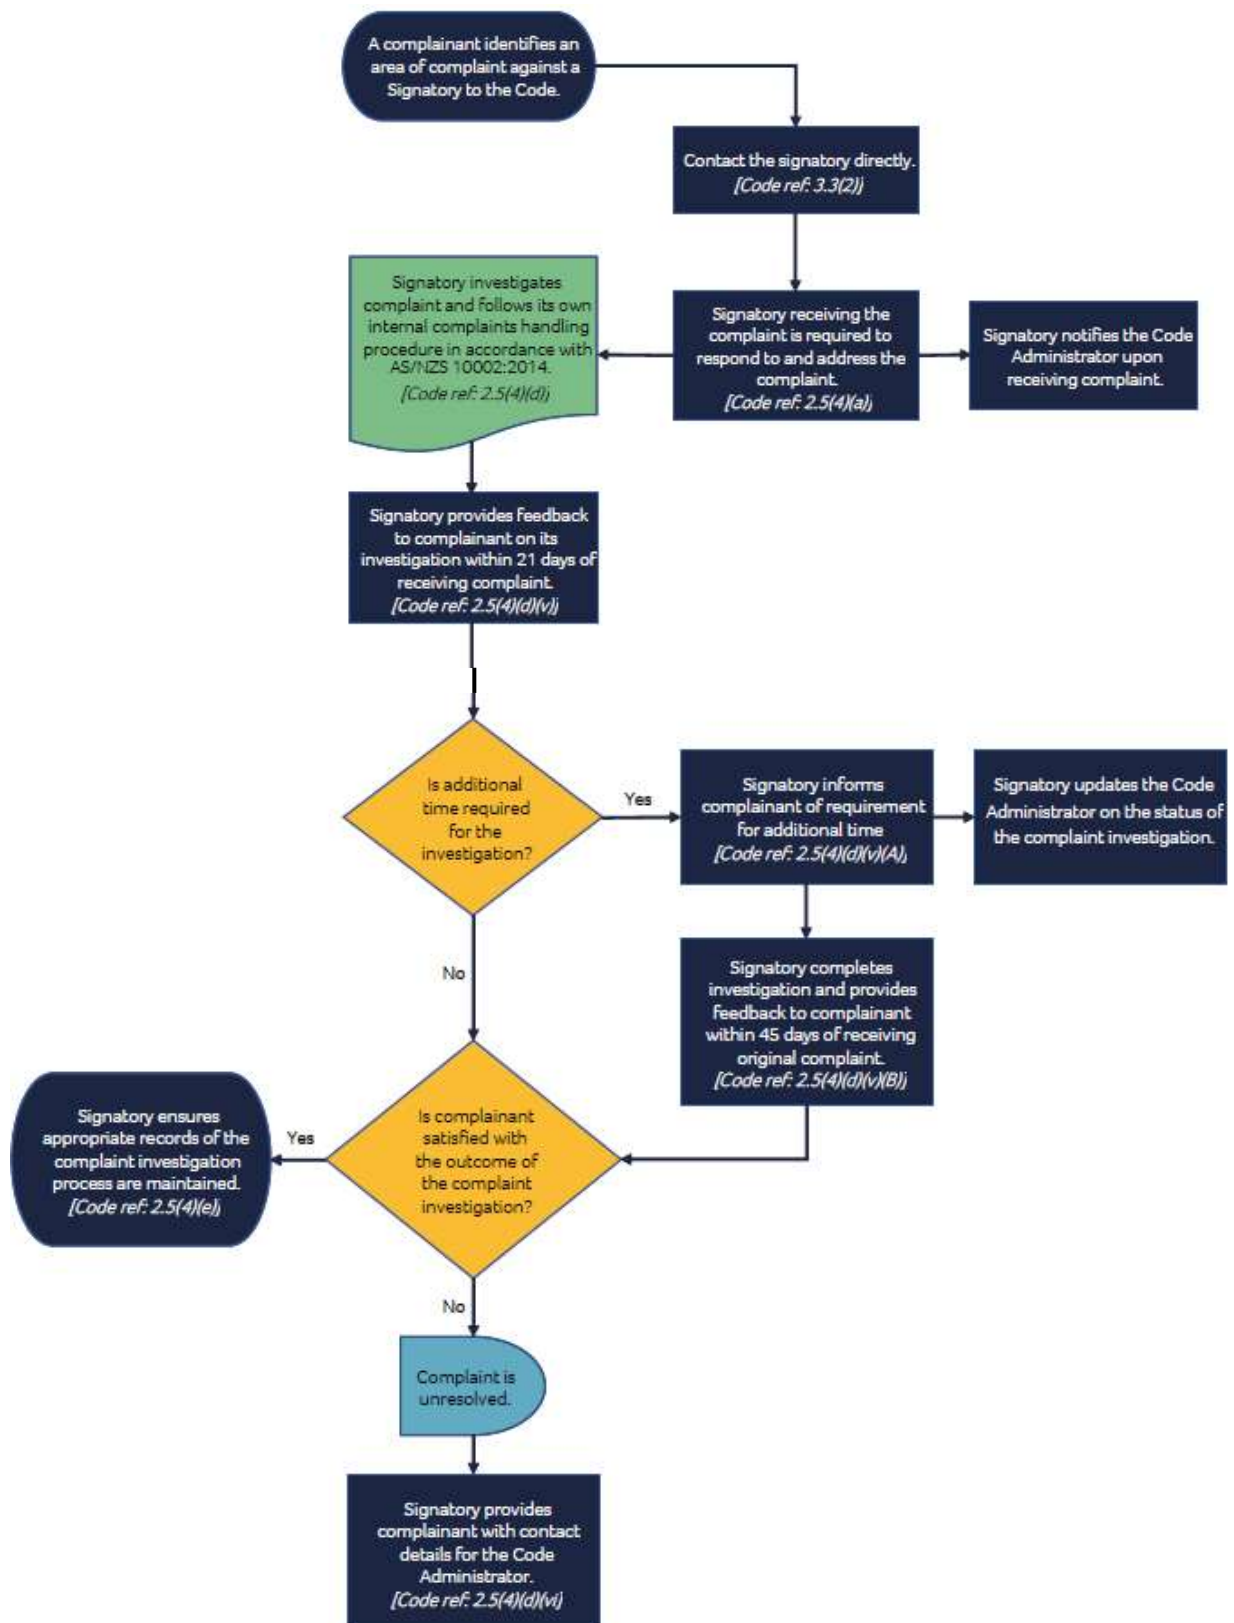 A complainant identifies an
area of complaint against a
Signatory to the Code.
Contact the signatory directly.
[Code ref: 3.3(2)]
Signatory investigates
complaint and follows its own
internal complaints handling
procedure in accordance with
AS/NZS 10002:2014.
[Code ref: 2.5(4)(d)]
Signatory receiving the
complaint is required to
respond to and address the
complaint.
[Code ref: 2.5(4)(a)]
Signatory notifies the Code
Administrator upon
receiving complaint.
Signatory provides feedback
to complainant on its
investigation within 21 days of
receiving complaint.
[Code ref: 2.5(4)(d)(v)]
Is additional
time required
for the
investigation?
Yes
Signatory informs
complainant of requirement
for additional time
[Code ref: 2.5(4)(d)(v)(A)]
Signatory updates the Code
Administrator on the status of
the complaint investigation.
No
Signatory completes
investigation and provides
feedback to complainant
within 45 days of receiving
original complaint.
[Code ref: 2.5(4)(d)(v)(B)]
Signatory ensures
appropriate records of the
complaint investigation
process are maintained.
[Code ref: 2.5(4)(e)]
Yes
Is complainant
satisfied with
the outcome of
the complaint
investigation?
No
Complaint is
unresolved.
Signatory provides
complainant with contact
details for the Code
Administrator.
[Code ref: 2.5(4)(d)(vi]